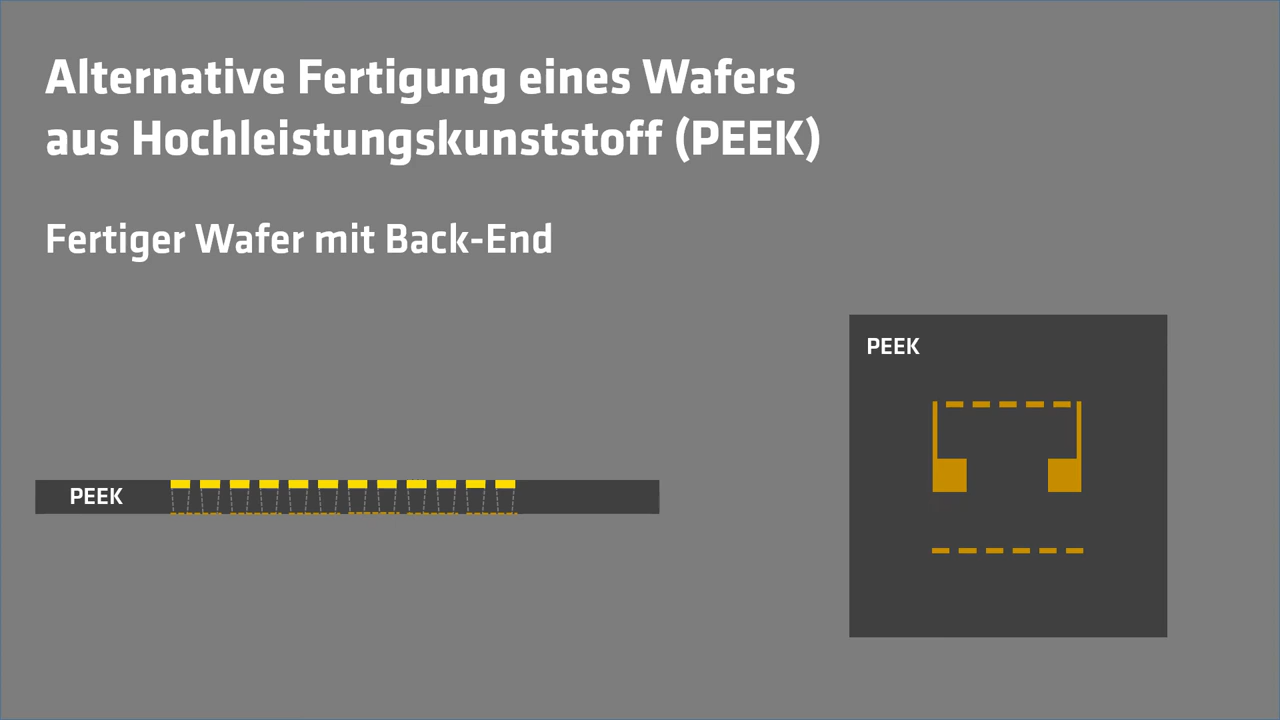 Alternative Fertigung eines Wafers
aus Hochleistungskunststoff (PEEK)
Fertiger Wafer mit Back-End
PEEK
PEEK